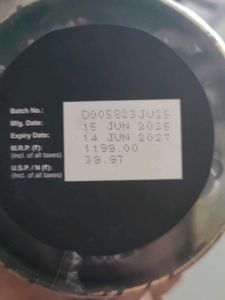 Batch No.: D005823JU25
Mfg. Date: 15 JUN 2025
Expiry Date: 14 JUN 2027
M.R.P. (₹): 1199.00
(Incl. of all taxes)
U.S.P. / N (₹): 39.97
(Incl. of all taxes)